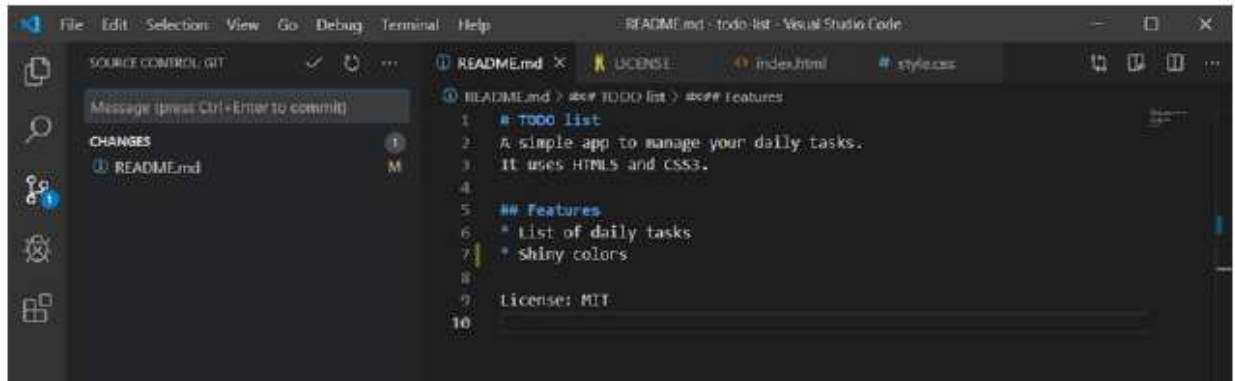 File Edit Selection View Go Debug Terminal Help README.md - todo-list - Visual Studio Code
SOURCE CONTROL: GIT
README.md LICENSE index.html style.css
Message (press Ctrl+Enter to commit)
README.md > abc# TODO list > abc## Features
CHANGES 1
README.md M
1
1 # TODO list
2 A simple app to manage your daily tasks.
3 It uses HTML5 and CSS3.
4
5 ## Features
6 * List of daily tasks
7 * Shiny colors
8
9 License: MIT
10